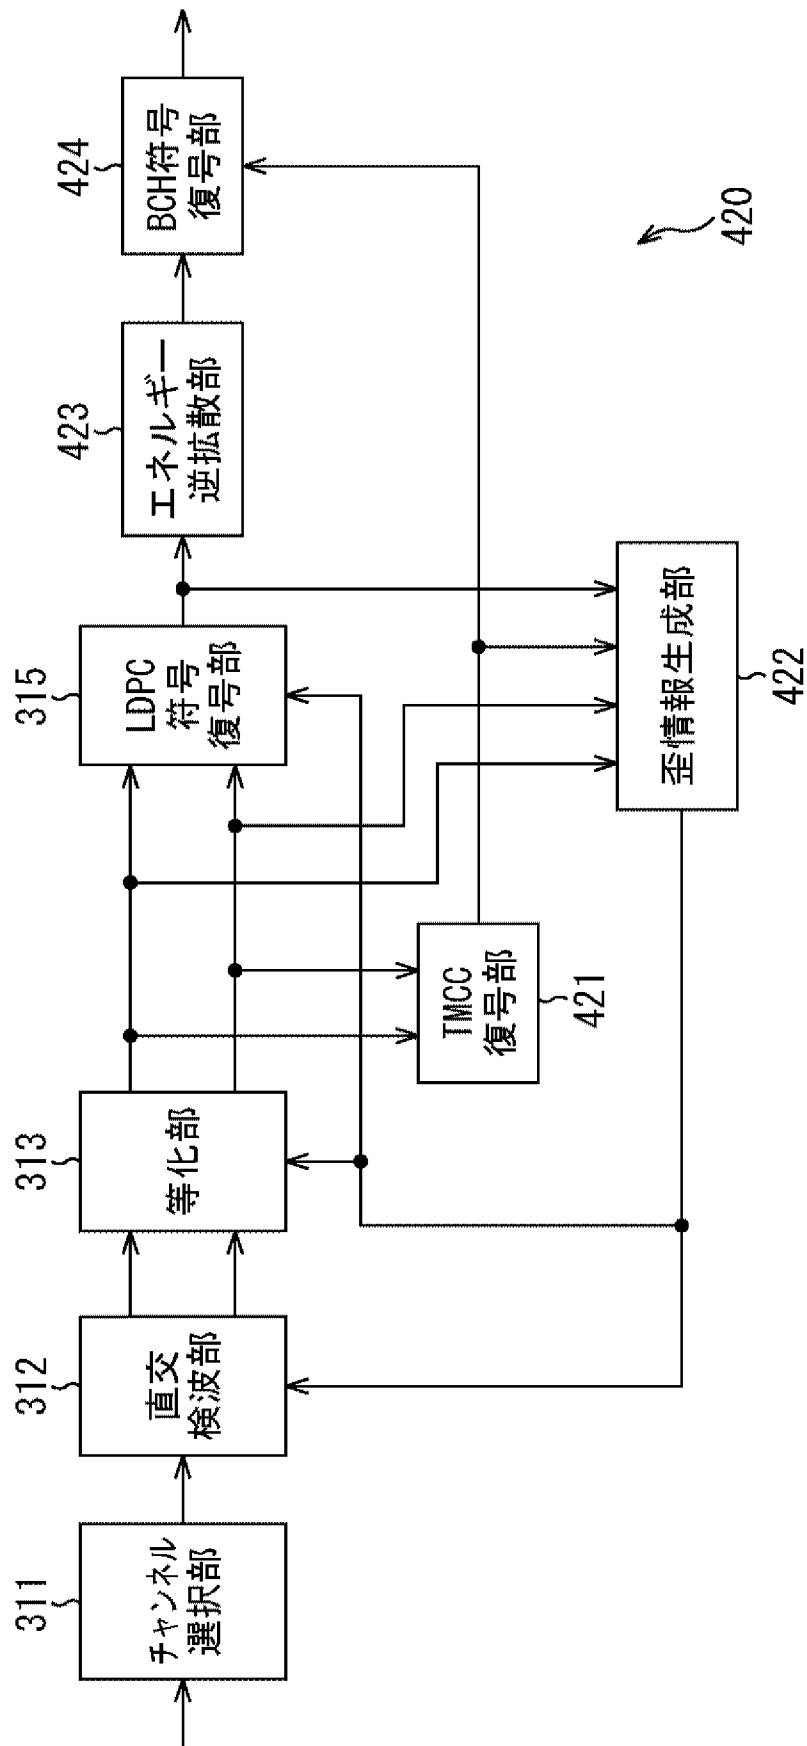 311
チャンネル
選択部
312
直交
検波部
313
等化部
315
LDPC
符号
復号部
423
エネルギー
逆拡散部
424
BCH符号
復号部
TMCC
復号部
421
歪情報生成部
422
420